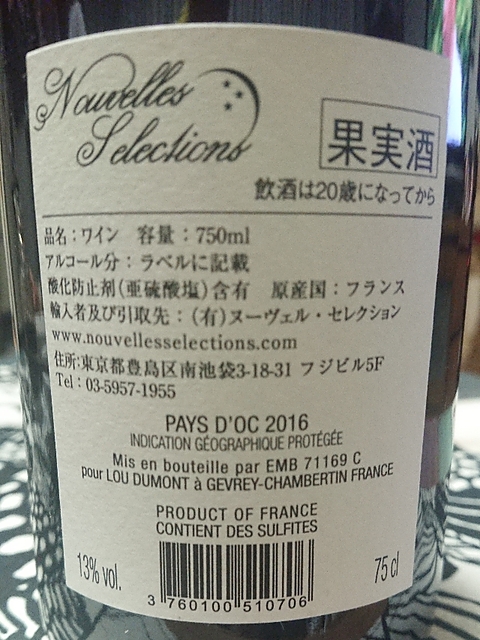 Nouvelles
Selections
果実酒
飲酒は20歳になってから
品名：ワイン 容量：750ml
アルコール分：ラベルに記載
酸化防止剤(亜硫酸塩)含有 原産国：フランス
輸入者及び引取先：(有)ヌーヴェル・セレクション
www.nouvellesselections.com
住所:東京都豊島区南池袋3-18-31 フジビル5F
Tel : 03-5957-1955
PAYS D'OC 2016
INDICATION GÉOGRAPHIQUE PROTÉGÉE
Mis en bouteille par EMB 71169 C
pour LOU DUMONT à GEVREY-CHAMBERTIN FRANCE
PRODUCT OF FRANCE
CONTIENT DES SULFITES
13% vol.
75 cl
3 760100 510706